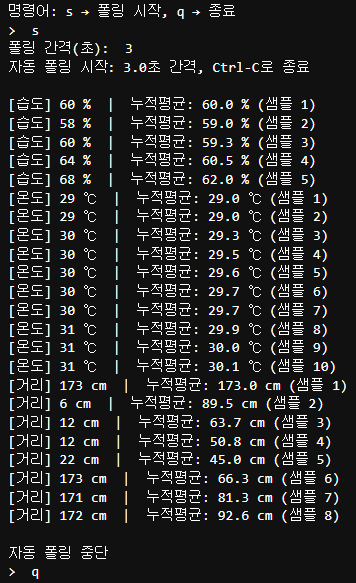 명령어: s → 폴링 시작, q → 종료
> s
폴링 간격(초): 3
자동 폴링 시작: 3.0초 간격, Ctrl-C로 종료
[습도] 60 % | 누적평균: 60.0 % (샘플 1)
[습도] 58 % | 누적평균: 59.0 % (샘플 2)
[습도] 60 % | 누적평균: 59.3 % (샘플 3)
[습도] 64 % | 누적평균: 60.5 % (샘플 4)
[습도] 68 % | 누적평균: 62.0 % (샘플 5)
[온도] 29 ℃ | 누적평균: 29.0 ℃ (샘플 1)
[온도] 29 ℃ | 누적평균: 29.0 ℃ (샘플 2)
[온도] 30 ℃ | 누적평균: 29.3 ℃ (샘플 3)
[온도] 30 ℃ | 누적평균: 29.5 ℃ (샘플 4)
[온도] 30 ℃ | 누적평균: 29.6 ℃ (샘플 5)
[온도] 30 ℃ | 누적평균: 29.7 ℃ (샘플 6)
[온도] 30 ℃ | 누적평균: 29.7 ℃ (샘플 7)
[온도] 31 ℃ | 누적평균: 29.9 ℃ (샘플 8)
[온도] 31 ℃ | 누적평균: 30.0 ℃ (샘플 9)
[온도] 31 ℃ | 누적평균: 30.1 ℃ (샘플 10)
[거리] 173 cm | 누적평균: 173.0 cm (샘플 1)
[거리] 6 cm | 누적평균: 89.5 cm (샘플 2)
[거리] 12 cm | 누적평균: 63.7 cm (샘플 3)
[거리] 12 cm | 누적평균: 50.8 cm (샘플 4)
[거리] 22 cm | 누적평균: 45.0 cm (샘플 5)
[거리] 173 cm | 누적평균: 66.3 cm (샘플 6)
[거리] 171 cm | 누적평균: 81.3 cm (샘플 7)
[거리] 172 cm | 누적평균: 92.6 cm (샘플 8)
자동 폴링 중단
> q